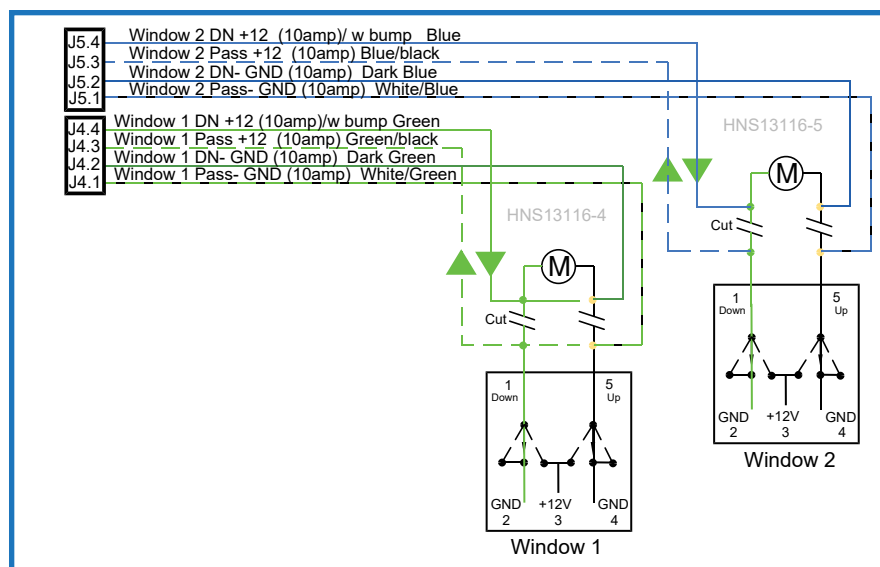 J5.4 Window 2 DN +12 (10amp)/ w bump Blue
J5.3 Window 2 Pass +12 (10amp) Blue/black
J5.2 Window 2 DN- GND (10amp) Dark Blue
J5.1 Window 2 Pass- GND (10amp) White/Blue
J4.4 Window 1 DN +12 (10amp)/w bump Green
J4.3 Window 1 Pass +12 (10amp) Green/black
J4.2 Window 1 DN- GND (10amp) Dark Green
J4.1 Window 1 Pass- GND (10amp) White/Green
HNS13116-5
M
Cut
1 5
Down Up
GND +12V GND
2 3 4
Window 2
HNS13116-4
M
Cut
1 5
Down Up
GND +12V GND
2 3 4
Window 1